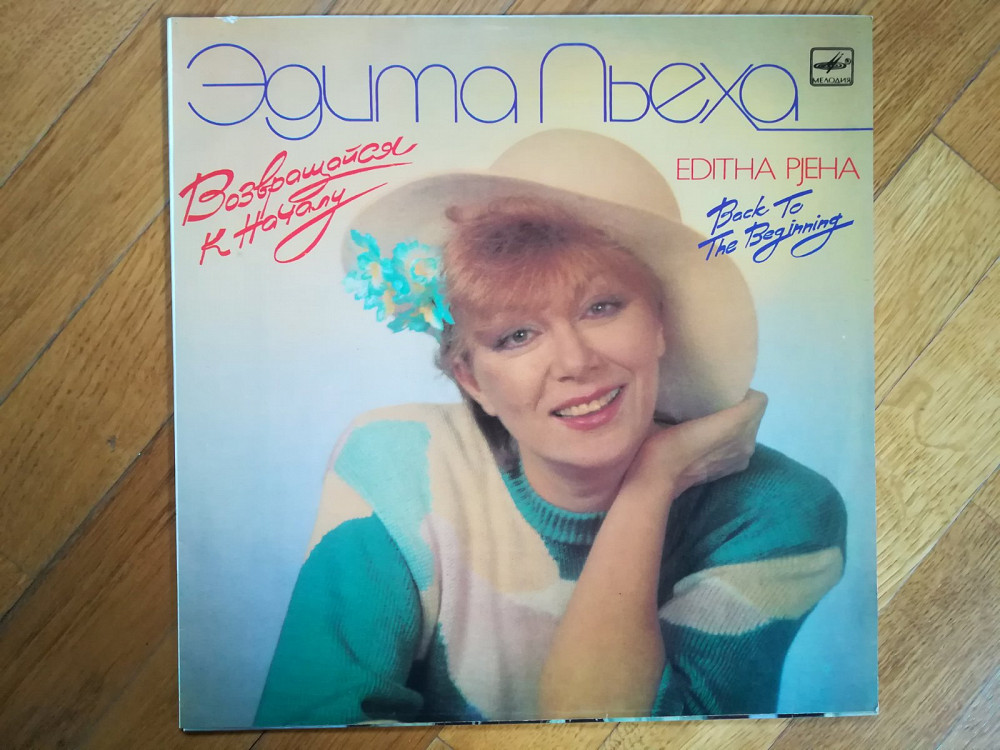 Эдита Пьеха
МЕЛОДИЯ
Возвращайся
к Началу
EDITHA PJEHA
Back To
The Beginning